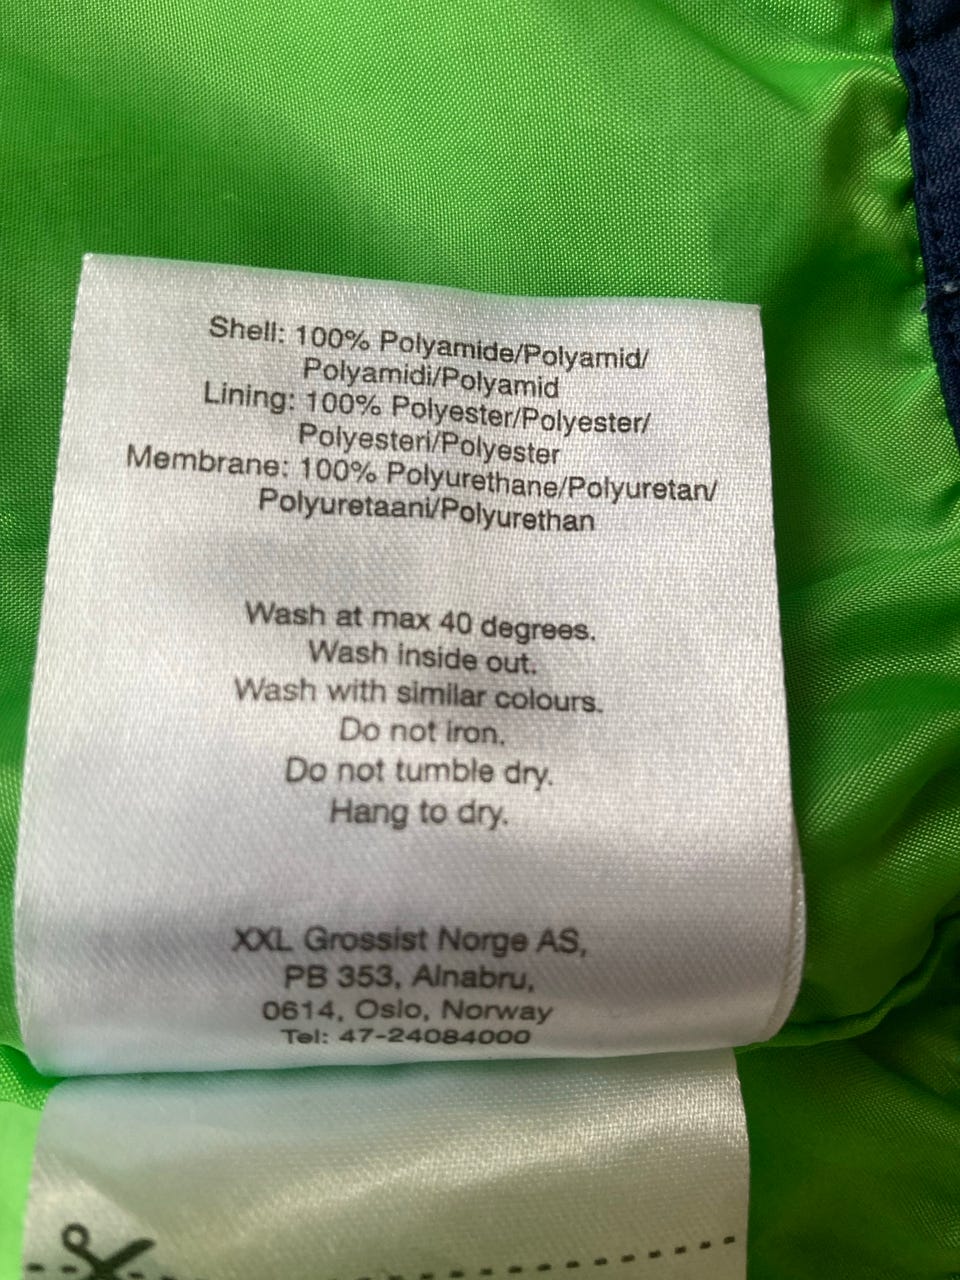 Shell: 100% Polyamide/Polyamid/
Polyamidi/Polyamid
Lining: 100% Polyester/Polyester/
Polyesteri/Polyester
Membrane: 100% Polyurethane/Polyuretan/
Polyuretaani/Polyurethan
Wash at max 40 degrees.
Wash inside out.
Wash with similar colours.
Do not iron.
Do not tumble dry.
Hang to dry.
XXL Grossist Norge AS,
PB 353, Alnabru,
0614, Oslo, Norway
Tel: 47-24084000